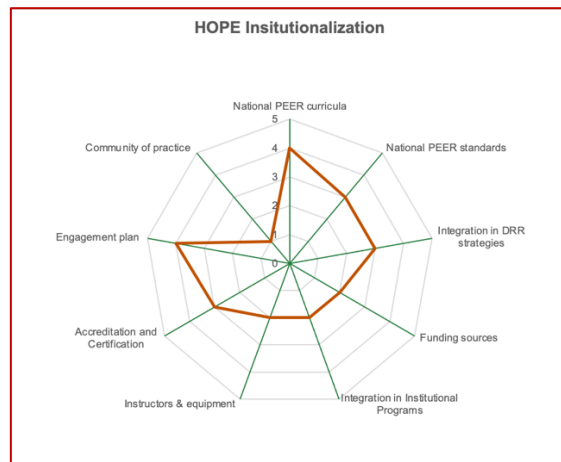 HOPE Insitutionalization
National PEER curricula
5
Community of practice
National PEER standards
4
3
2
Engagement plan
Integration in DRR
strategies
1
0
Accreditation and
Certification
Funding sources
Instructors & equipment
Integration in Institutional
Programs